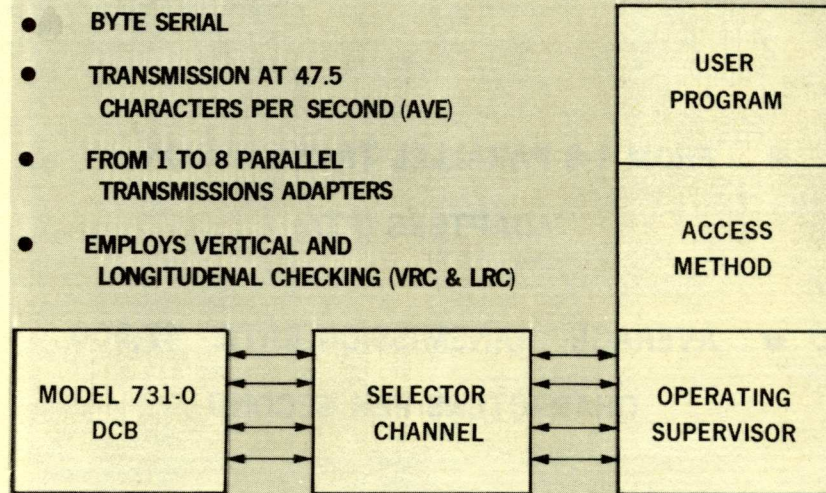 • BYTE SERIAL
• TRANSMISSION AT 47.5
CHARACTERS PER SECOND (AVE)
• FROM 1 TO 8 PARALLEL
TRANSMISSIONS ADAPTERS
• EMPLOYS VERTICAL AND
LONGITUDENAL CHECKING (VRC & LRC)
USER
PROGRAM
ACCESS
METHOD
MODEL 731-0
DCB
SELECTOR
CHANNEL
OPERATING
SUPERVISOR